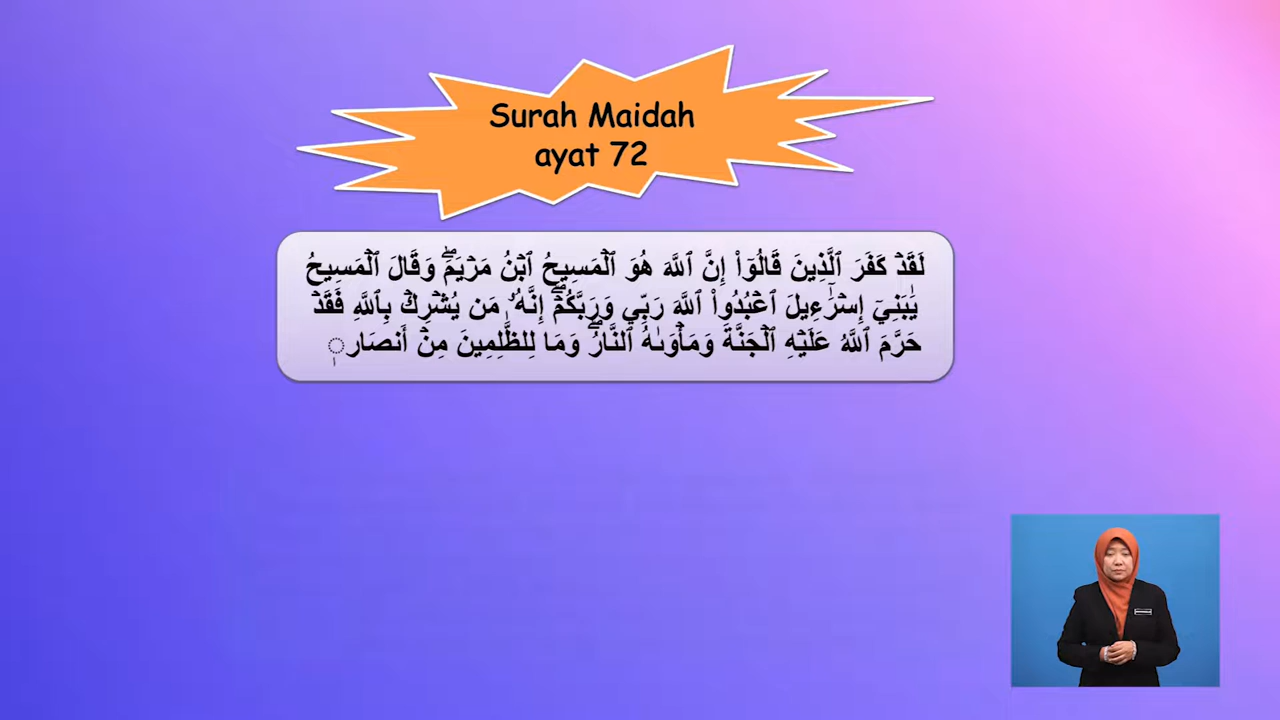 Surah Maidah
ayat 72
لَقَدۡ كَفَرَ ٱلَّذِينَ قَالُوٓاْ إِنَّ ٱللَّهَ هُوَ ٱلۡمَسِيحُ ٱبۡنُ مَرۡيَمَۖ وَقَالَ ٱلۡمَسِيحُ
يَٰبَنِيٓ إِسۡرَٰٓءِيلَ ٱعۡبُدُواْ ٱللَّهَ رَبِّي وَرَبَّكُمۡۖ إِنَّهُۥ مَن يُشۡرِكۡ بِٱللَّهِ فَقَدۡ
حَرَّمَ ٱللَّهُ عَلَيۡهِ ٱلۡجَنَّةَ وَمَأۡوَىٰهُ ٱلنَّارُۖ وَمَا لِلظَّٰلِمِينَ مِنۡ أَنصَارٖ